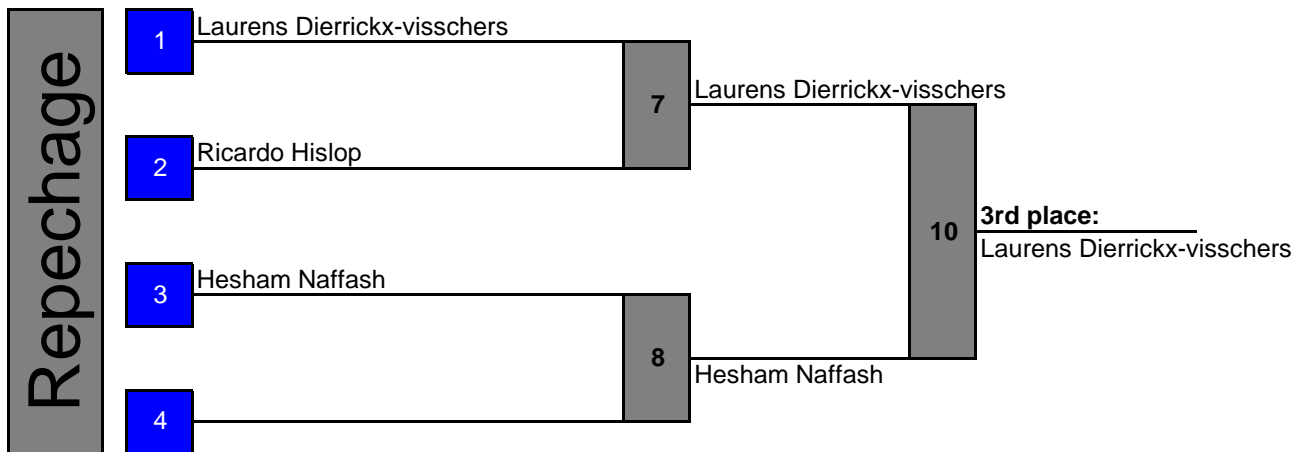 Repechage
1
Laurens Dierrickx-visschers
7
Laurens Dierrickx-visschers
2
Ricardo Hislop
10
3rd place:
Laurens Dierrickx-visschers
3
Hesham Naffash
8
Hesham Naffash
4